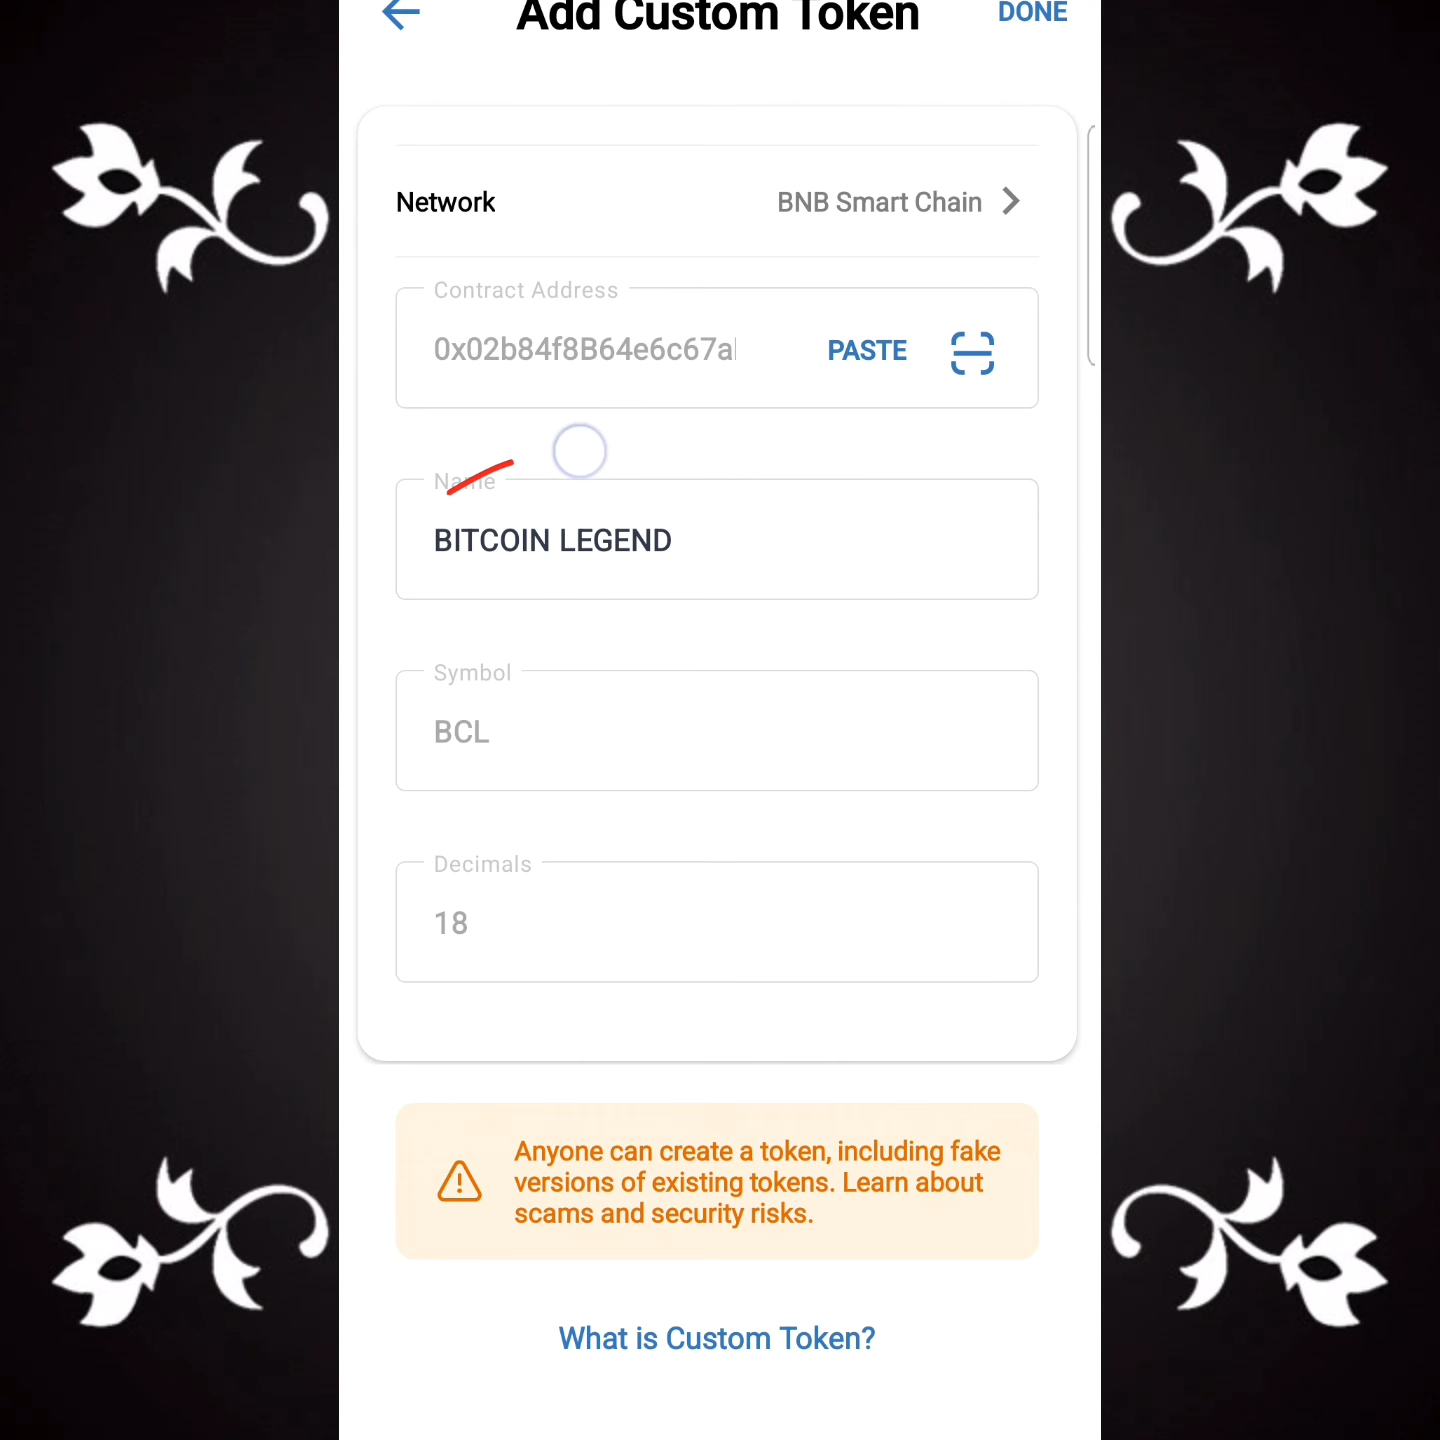 Add Custom Token
DONE
Network
BNB Smart Chain
Contract Address
0x02b84f8B64e6c67a
PASTE
Name
BITCOIN LEGEND
Symbol
BCL
Decimals
18
Anyone can create a token, including fake
versions of existing tokens. Learn about
scams and security risks.
What is Custom Token?